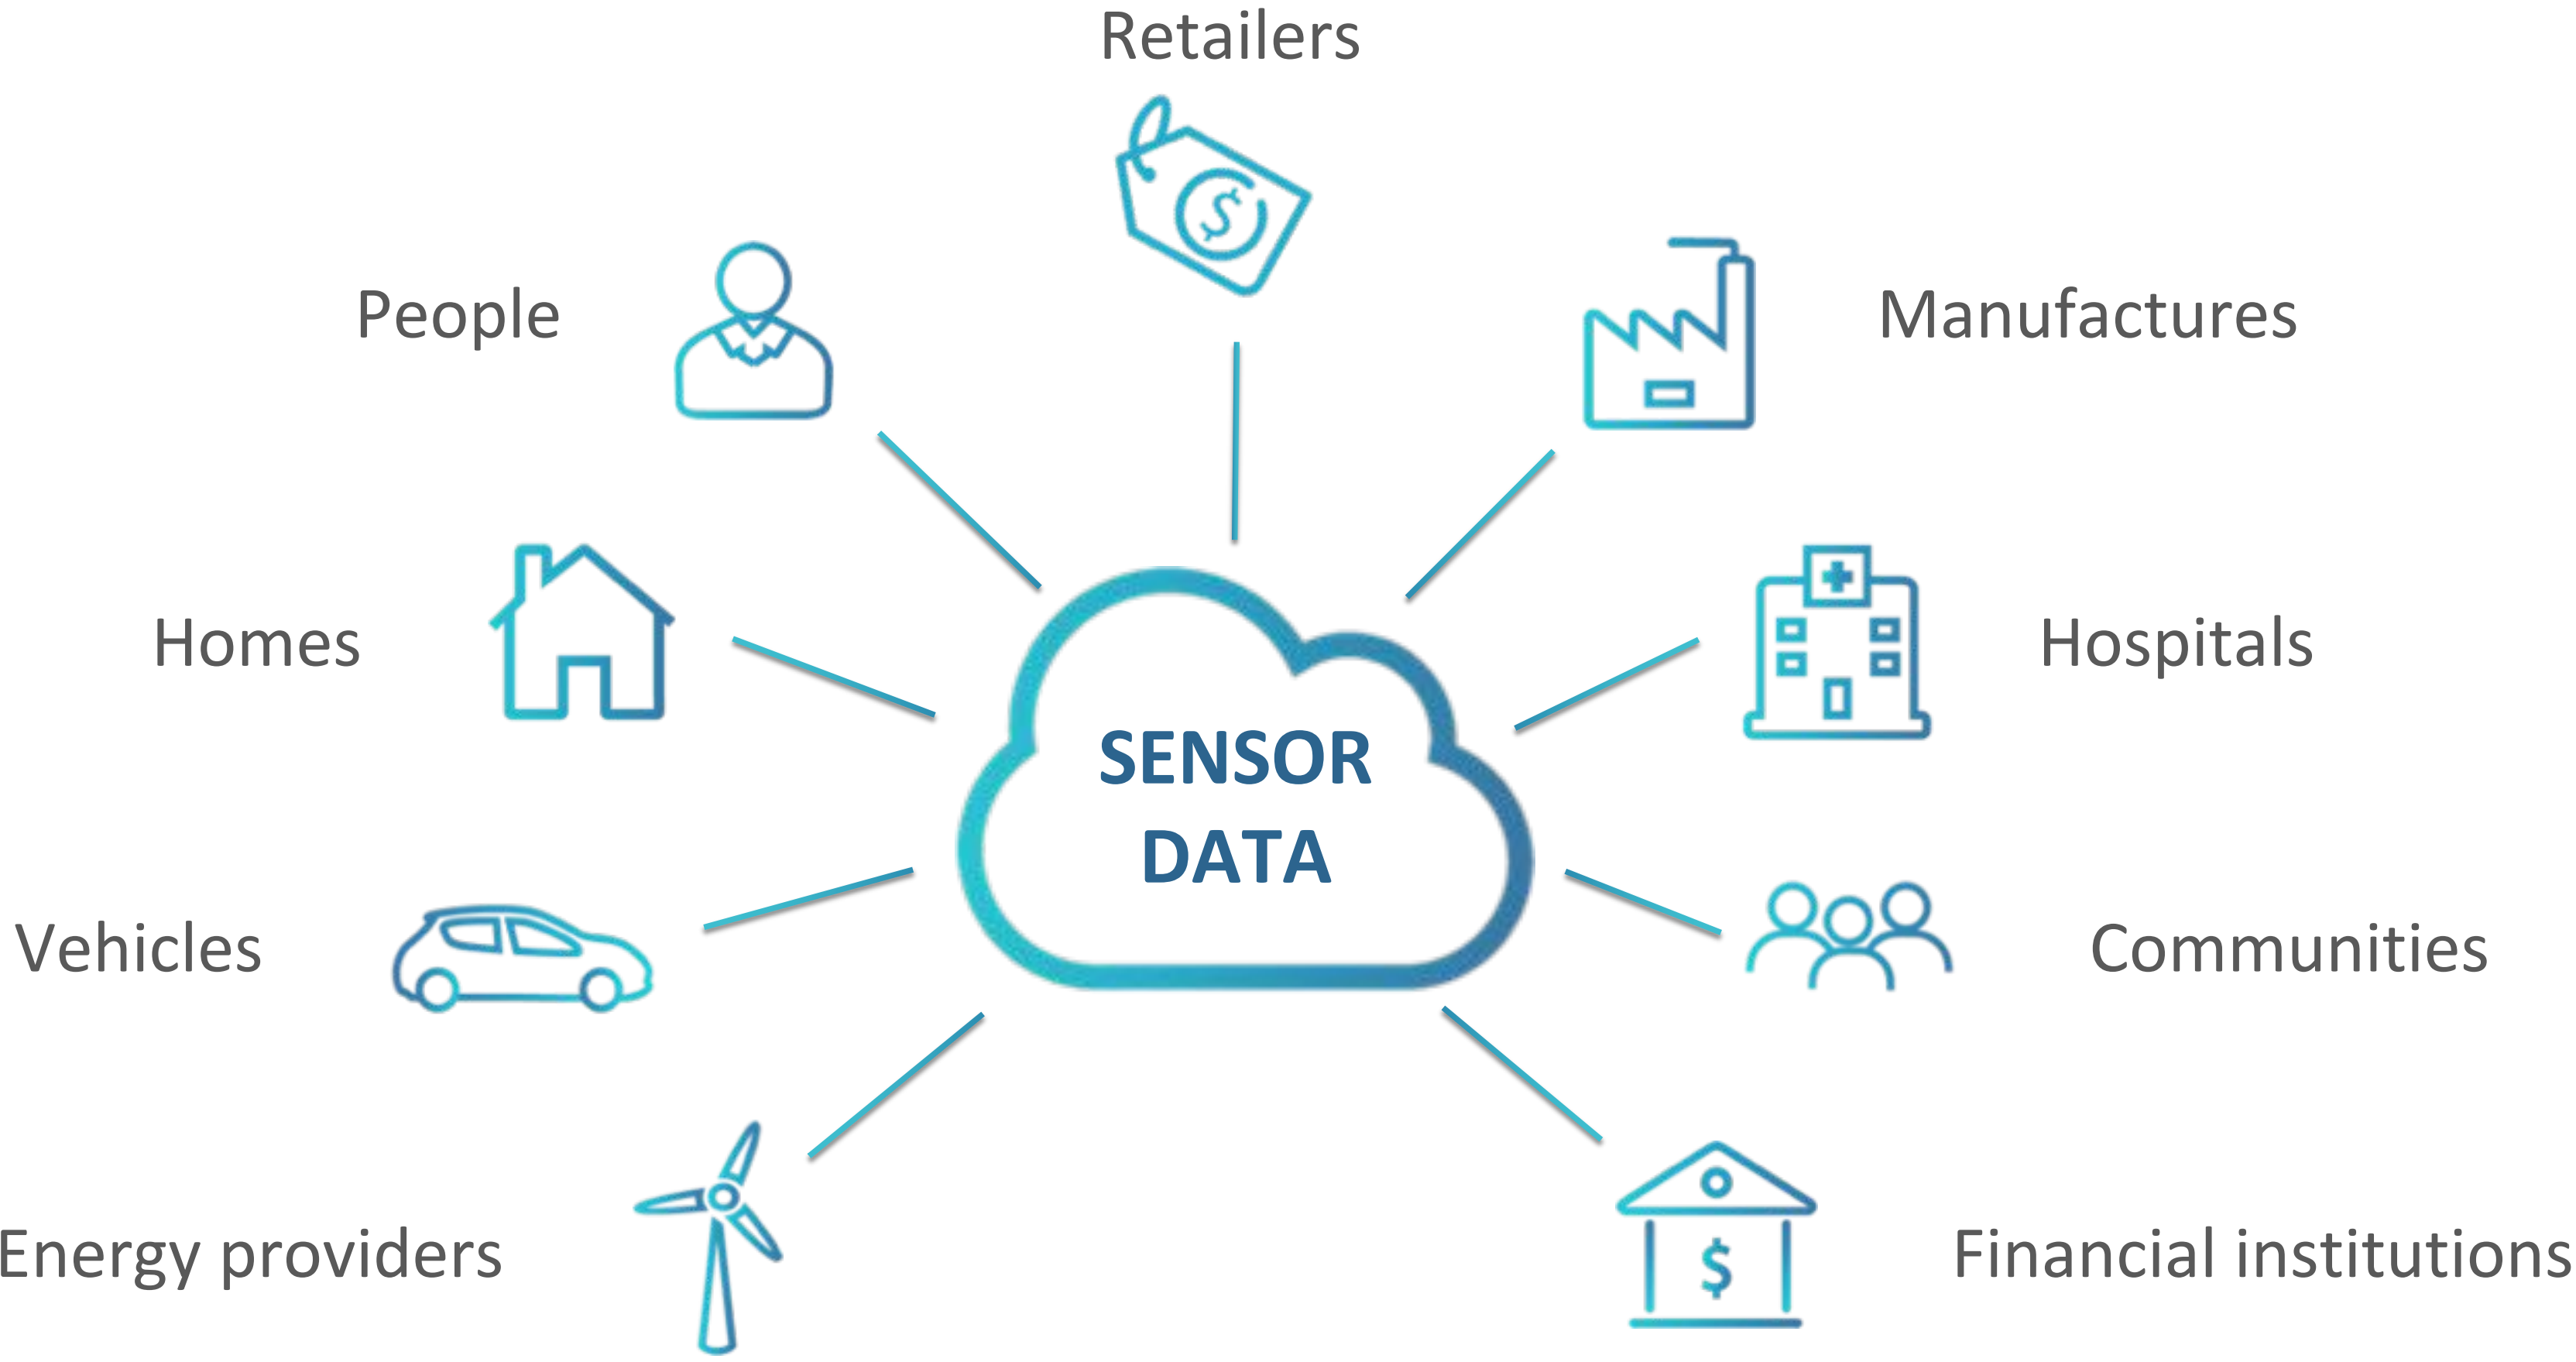 Retailers
People
Manufactures
Homes
Hospitals
SENSOR
DATA
Vehicles
Communities
Energy providers
Financial institutions